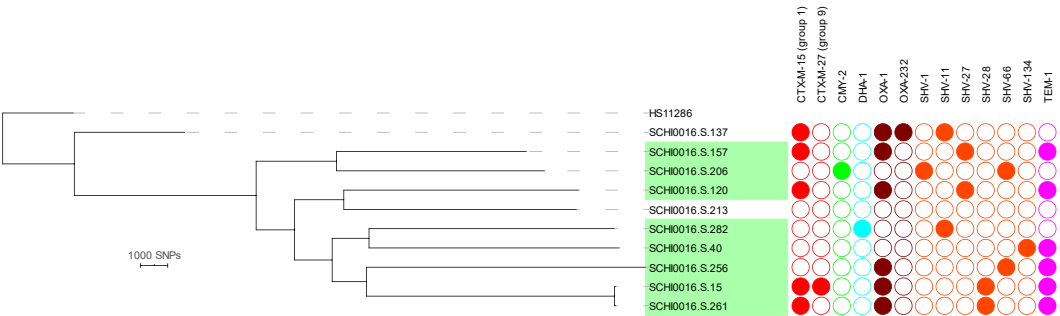 CTX-M-15 (group 1)
CTX-M-27 (group 9)
CMY-2
DHA-1
OXA-1
OXA-232
SHV-1
SHV-11
SHV-27
SHV-28
SHV-66
SHV-134
TEM-1
HS11286
SCHI0016.S.137
SCHI0016.S.157
SCHI0016.S.206
SCHI0016.S.120
SCHI0016.S.213
SCHI0016.S.282
SCHI0016.S.40
SCHI0016.S.256
SCHI0016.S.15
SCHI0016.S.261
1000 SNPs